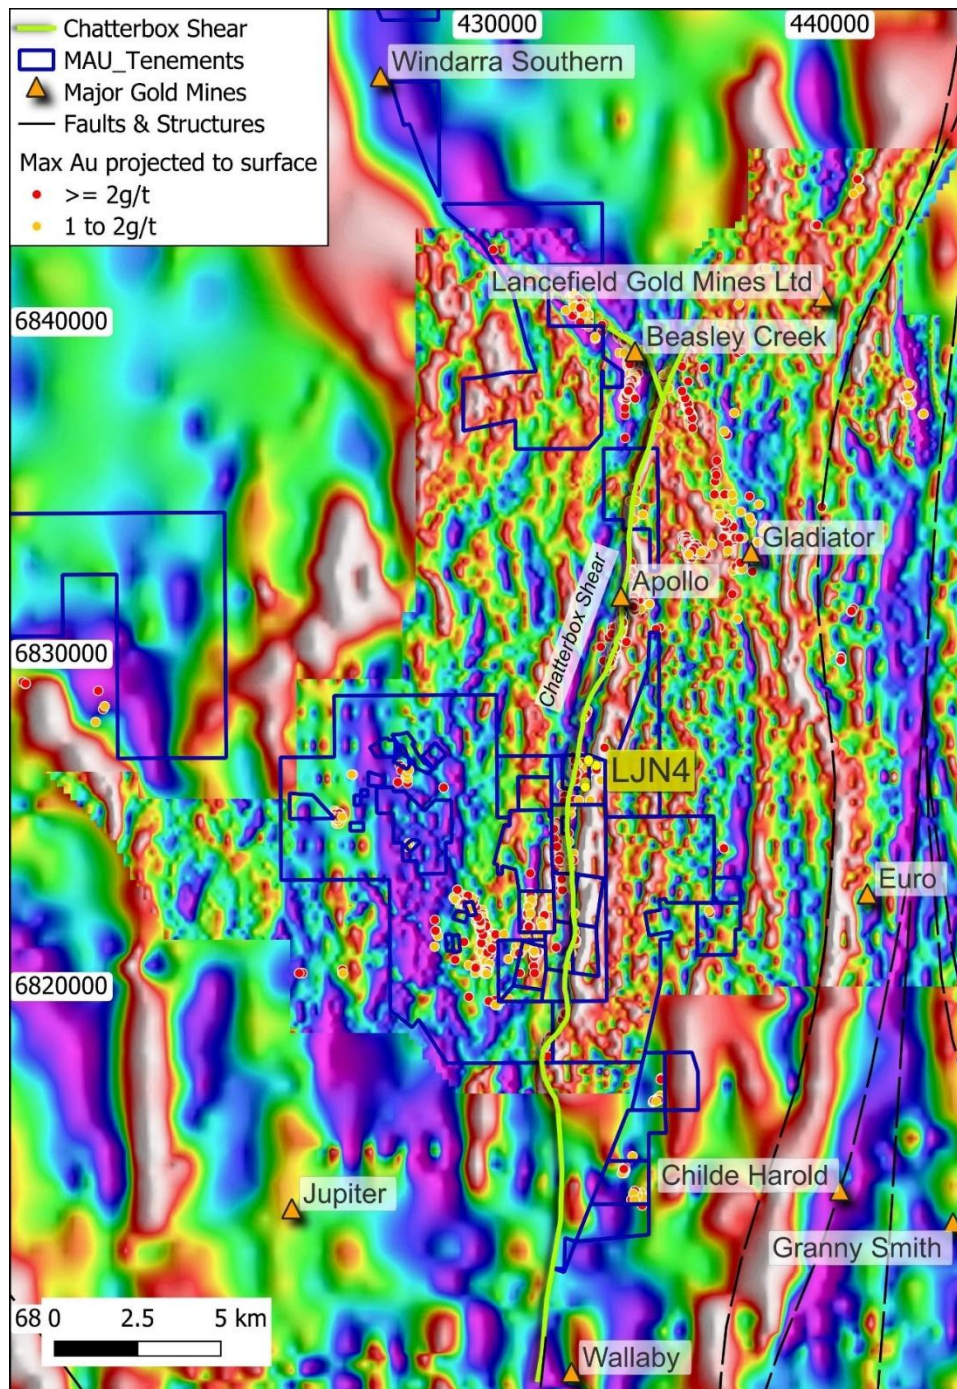 Chatterbox Shear
MAU_Tenements
Major Gold Mines
Faults & Structures
Max Au projected to surface
>= 2g/t
1 to 2g/t
430000
440000
Windarra Southern
Lancefield Gold Mines Ltd
6840000
Beasley Creek
Gladiator
Apollo
Chatterbox Shear
6830000
LJN4
Euro
6820000
Childe Harold
Jupiter
Granny Smith
68
0 2.5 5 km
Wallaby